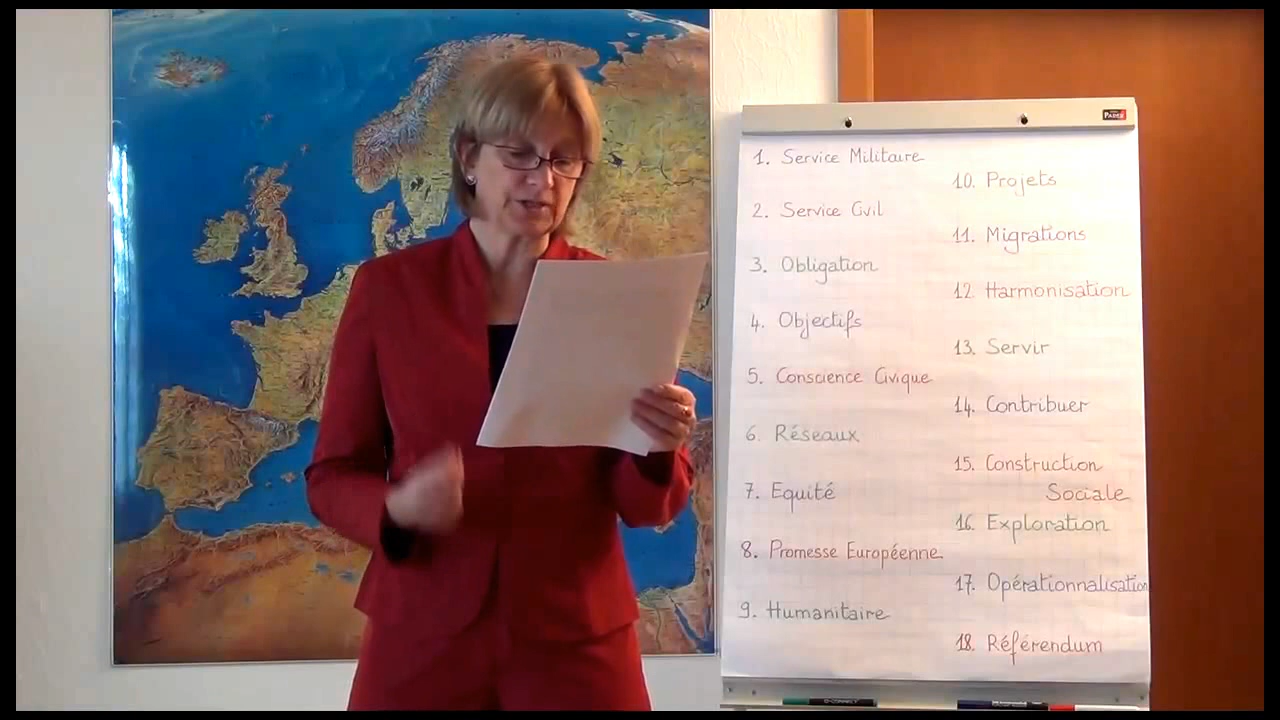 1. Service Militaire
2. Service Civil
3. Obligation
4. Objectifs
5. Conscience Civique
6. Réseaux
7. Equité
8. Promesse Européenne
9. Humanitaire
10. Projets
11. Migrations
12. Harmonisation
13. Servir
14. Contribuer
15. Construction
Sociale
16. Exploration
17. Opérationnalisation
18. Référendum